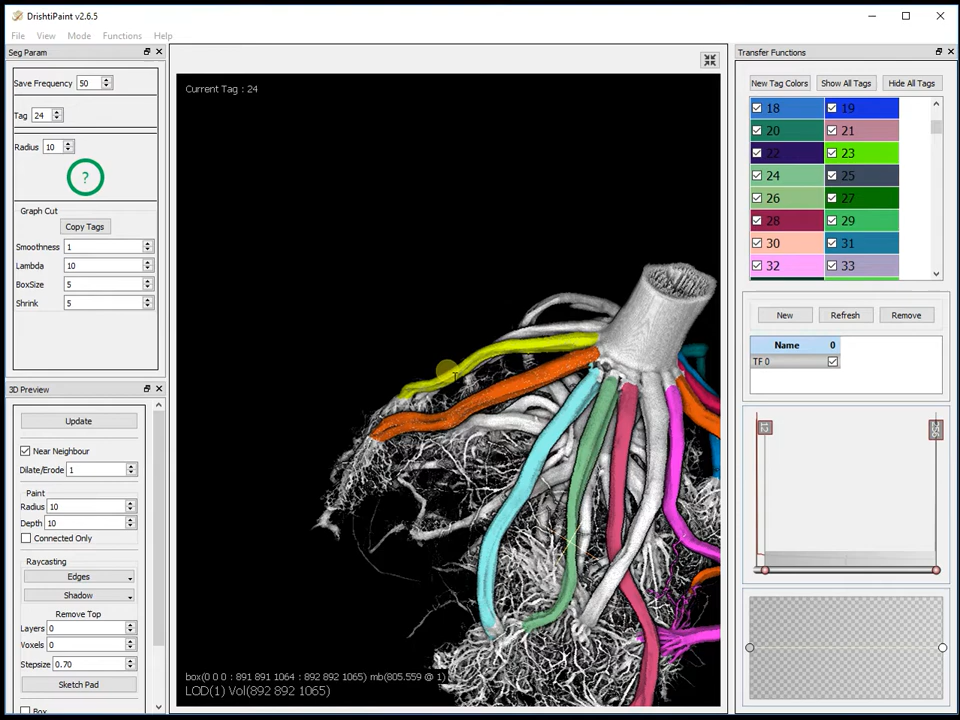 DrishtiPaint v2.6.5
File View Mode Functions Help
Seg Param
Save Frequency 50
Tag 24
Radius 10
?
Graph Cut
Copy Tags
Smoothness 1
Lambda 10
BoxSize 5
Shrink 5
3D Preview
Update
Near Neighbour
Dilate/Erode 1
Paint
Radius 10
Depth 10
Connected Only
Raycasting
Edges
Shadow
Remove Top
Layers 0
Voxels 0
Stepsize 0.70
Sketch Pad
Box
Current Tag : 24
box(0 0 0 : 891 891 1064 : 892 892 1065) mb(805.559 @ 1)
LOD(1) Vol(892 892 1065)
Transfer Functions
New Tag Colors Show All Tags Hide All Tags
18 19
20 21
22 23
24 25
26 27
28 29
30 31
32 33
New Refresh Remove
Name 0
TF 0
12
256